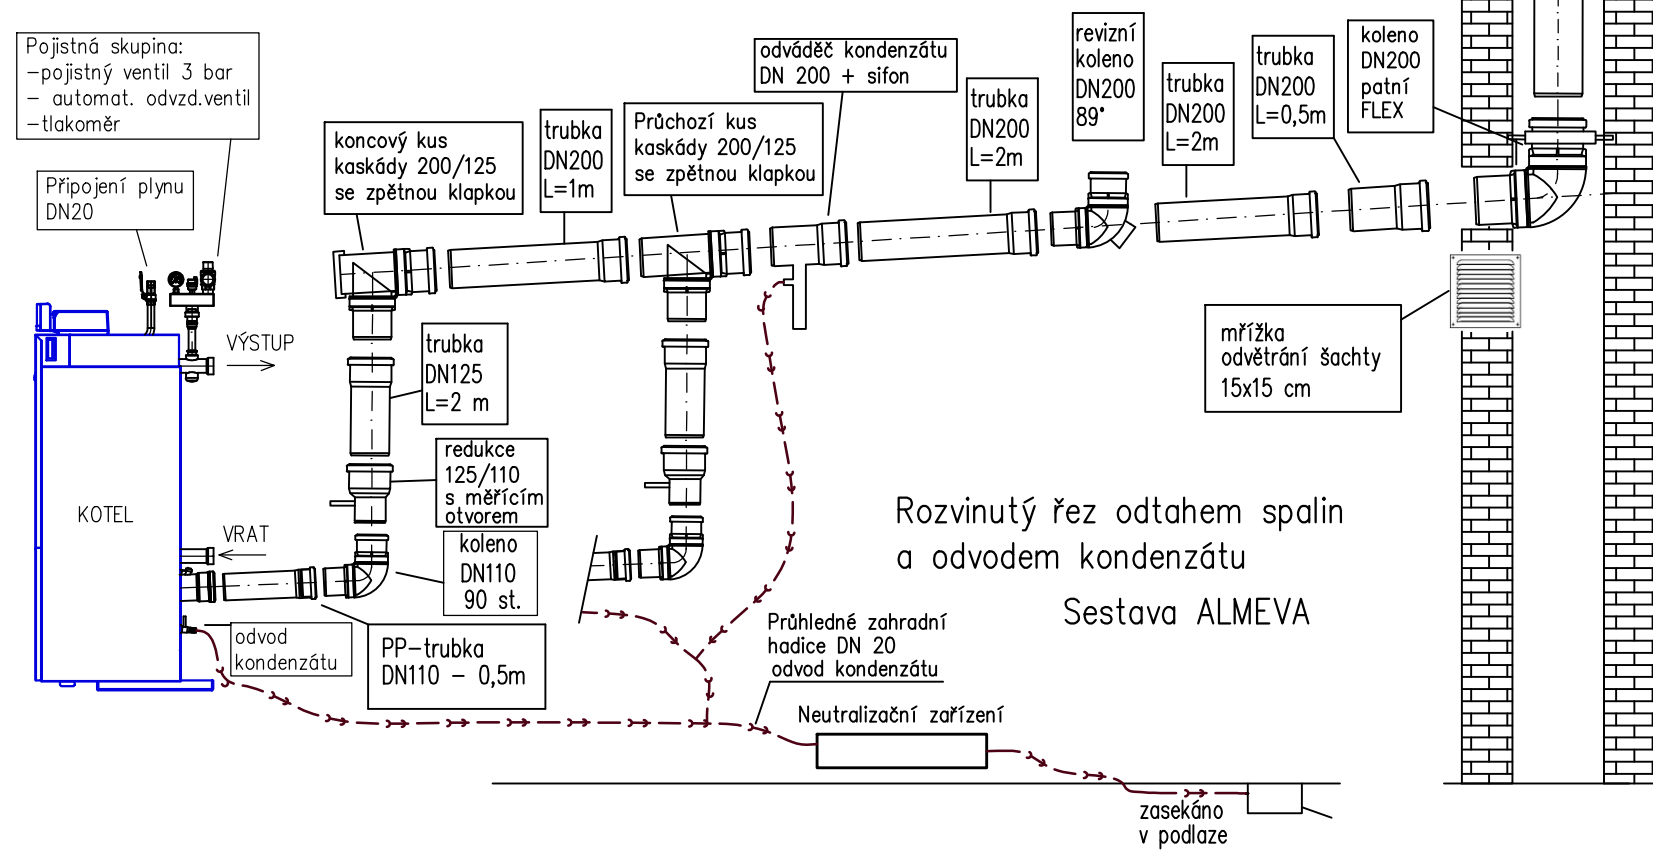 Pojistná skupina:
-pojistný ventil 3 bar
- automat. odvzd.ventil
-tlakoměr
Připojení plynu
DN20
koncový kus
kaskády 200/125
se zpětnou klapkou
trubka
DN200
L=1m
Průchozí kus
kaskády 200/125
se zpětnou klapkou
odváděč kondenzátu
DN 200 + sifon
trubka
DN200
L=2m
revizní
koleno
DN200
89°
trubka
DN200
L=2m
trubka
DN200
L=0,5m
koleno
DN200
patní
FLEX
VÝSTUP
trubka
DN125
L=2 m
mřížka
odvětrání šachty
15x15 cm
redukce
125/110
s měřícím
otvorem
KOTEL
VRAT
koleno
DN110
90 st.
Rozvinutý řez odtahem spalin
a odvodem kondenzátu
Sestava ALMEVA
odvod
kondenzátu
PP-trubka
DN110 - 0,5m
Průhledné zahradní
hadice DN 20
odvod kondenzátu
Neutralizační zařízení
zasekáno
v podlaze